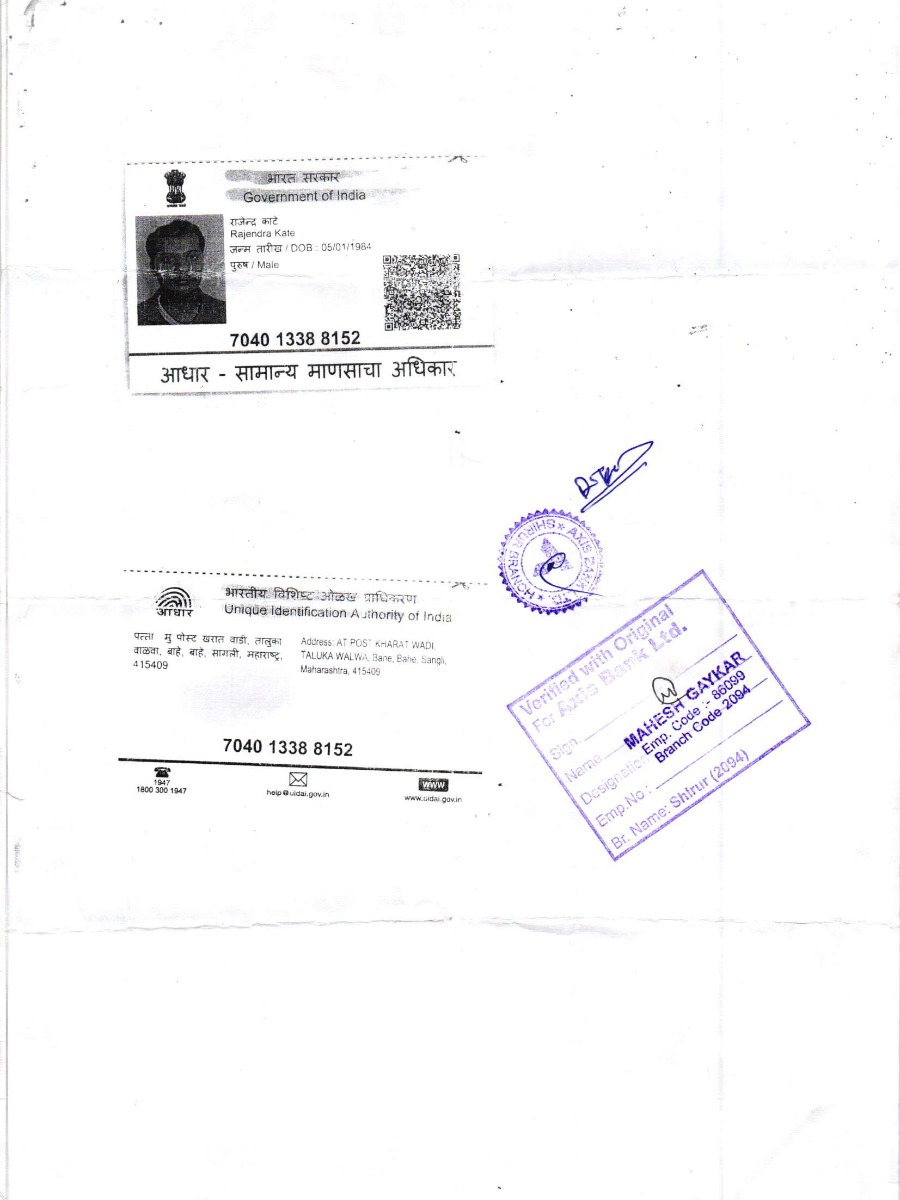 भारत सरकार
Government of India
राजेन्द्र काटे
Rajendra Kate
जन्म तारीख / DOB : 05/01/1984
पुरुष / Male
7040 1338 8152
आधार - सामान्य माणसाचा अधिकार
SHIRUR BRANCH
AXIS BANK LTD
भारतीय विशिष्ट ओळख प्राधिकरण
Unique Identification Authority of India
आधार
पत्ता मु पोस्ट खरात वाडी, तालुका
वाळवा, बाहे, बाहे, सांगली, महाराष्ट्र,
415409
Address: AT POST KHARAT WADI,
TALUKA WALWA, Bahe, Bahe, Sangli,
Maharashtra, 415409
7040 1338 8152
1947
1800 300 1947
help@uidai.gov.in
WWW
www.uidai.gov.in
Verified with Original
For Axis Bank Ltd.
Sign.
Name MAHESH GAYKAR
Designation Emp. Code :- 86099
Branch Code 2094
Emp.No :
Br. Name: Shirur (2094)